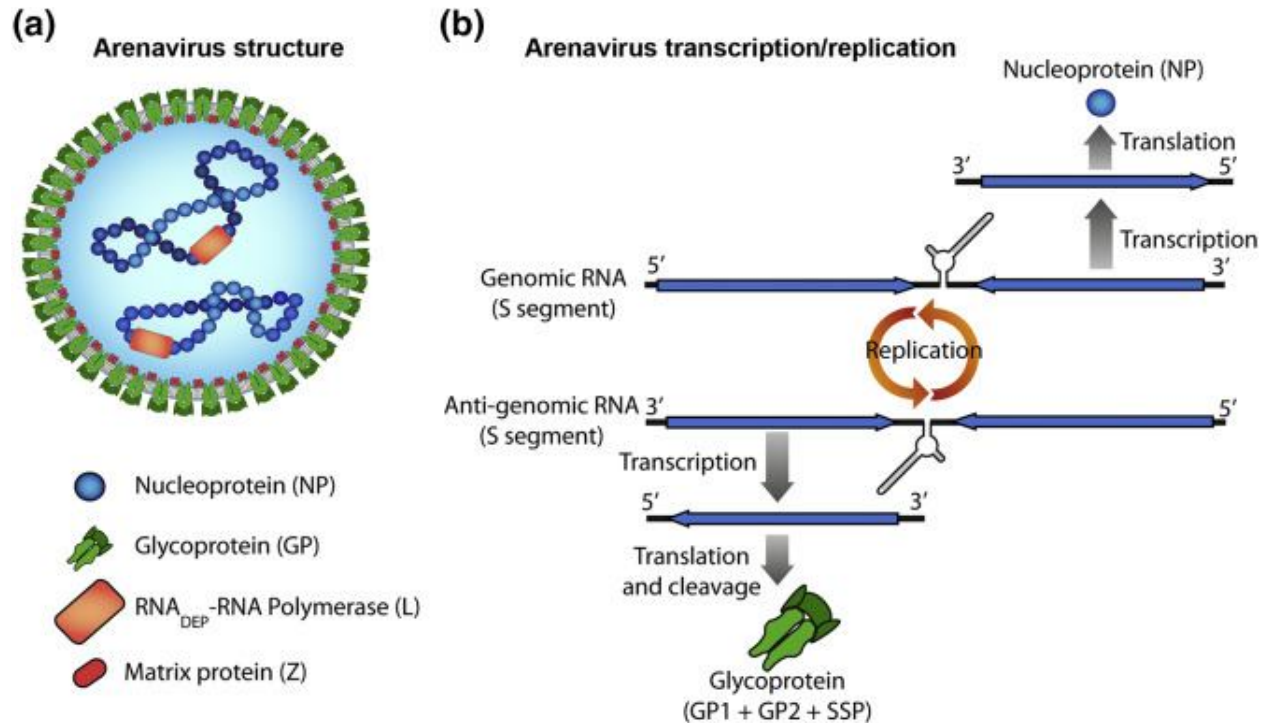 (a)
Arenavirus structure
Nucleoprotein (NP)
Glycoprotein (GP)
RNA_DEP-RNA Polymerase (L)
Matrix protein (Z)
(b)
Arenavirus transcription/replication
Nucleoprotein (NP)
Translation
3′ 5′
Transcription
5′ 3′
Genomic RNA
(S segment)
Replication
Anti-genomic RNA 3′ 5′
(S segment)
Transcription
5′ 3′
Translation
and cleavage
Glycoprotein
(GP1 + GP2 + SSP)